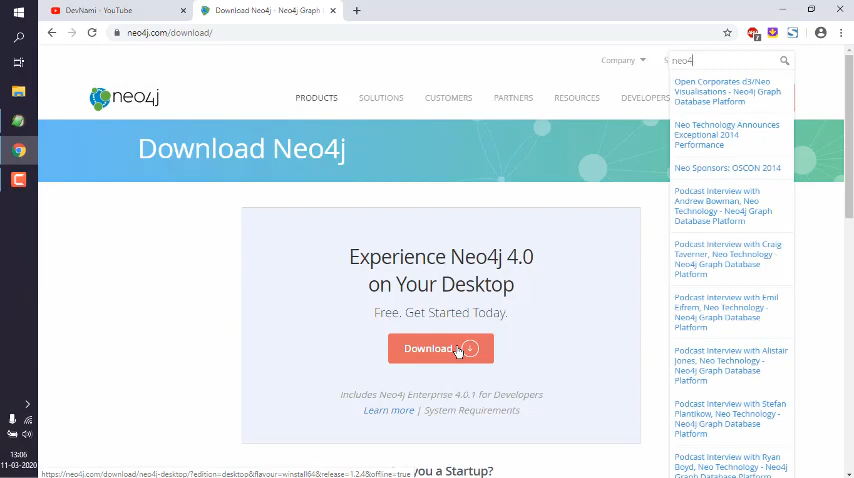 DevNami - YouTube
Download Neo4j - Neo4j Graph
neo4j.com/download/
7
Company
S
neo4
neo4j
PRODUCTS
SOLUTIONS
CUSTOMERS
PARTNERS
RESOURCES
DEVELOPERS
Download Neo4j
Open Corporates d3/Neo
Visualisations - Neo4j Graph
Database Platform
Neo Technology Announces
Exceptional 2014
Performance
Neo Sponsors: OSCON 2014
Podcast Interview with
Andrew Bowman, Neo
Technology - Neo4j Graph
Database Platform
Podcast Interview with Craig
Taverner, Neo Technology -
Neo4j Graph Database
Platform
Podcast Interview with Emil
Eifrem, Neo Technology -
Neo4j Graph Database
Platform
Podcast Interview with Alistair
Jones, Neo Technology -
Neo4j Graph Database
Platform
Podcast Interview with Stefan
Plantikow, Neo Technology -
Neo4j Graph Database
Platform
Podcast Interview with Ryan
Boyd, Neo Technology - Neo4j
Graph Database Platform
Experience Neo4j 4.0
on Your Desktop
Free. Get Started Today.
Download
Includes Neo4j Enterprise 4.0.1 for Developers
Learn more | System Requirements
you a Startup?
https://neo4j.com/download/neo4j-desktop/?edition=desktop&flavour=winstall64&release=1.2.4&offline=true
13:06
11-03-2020